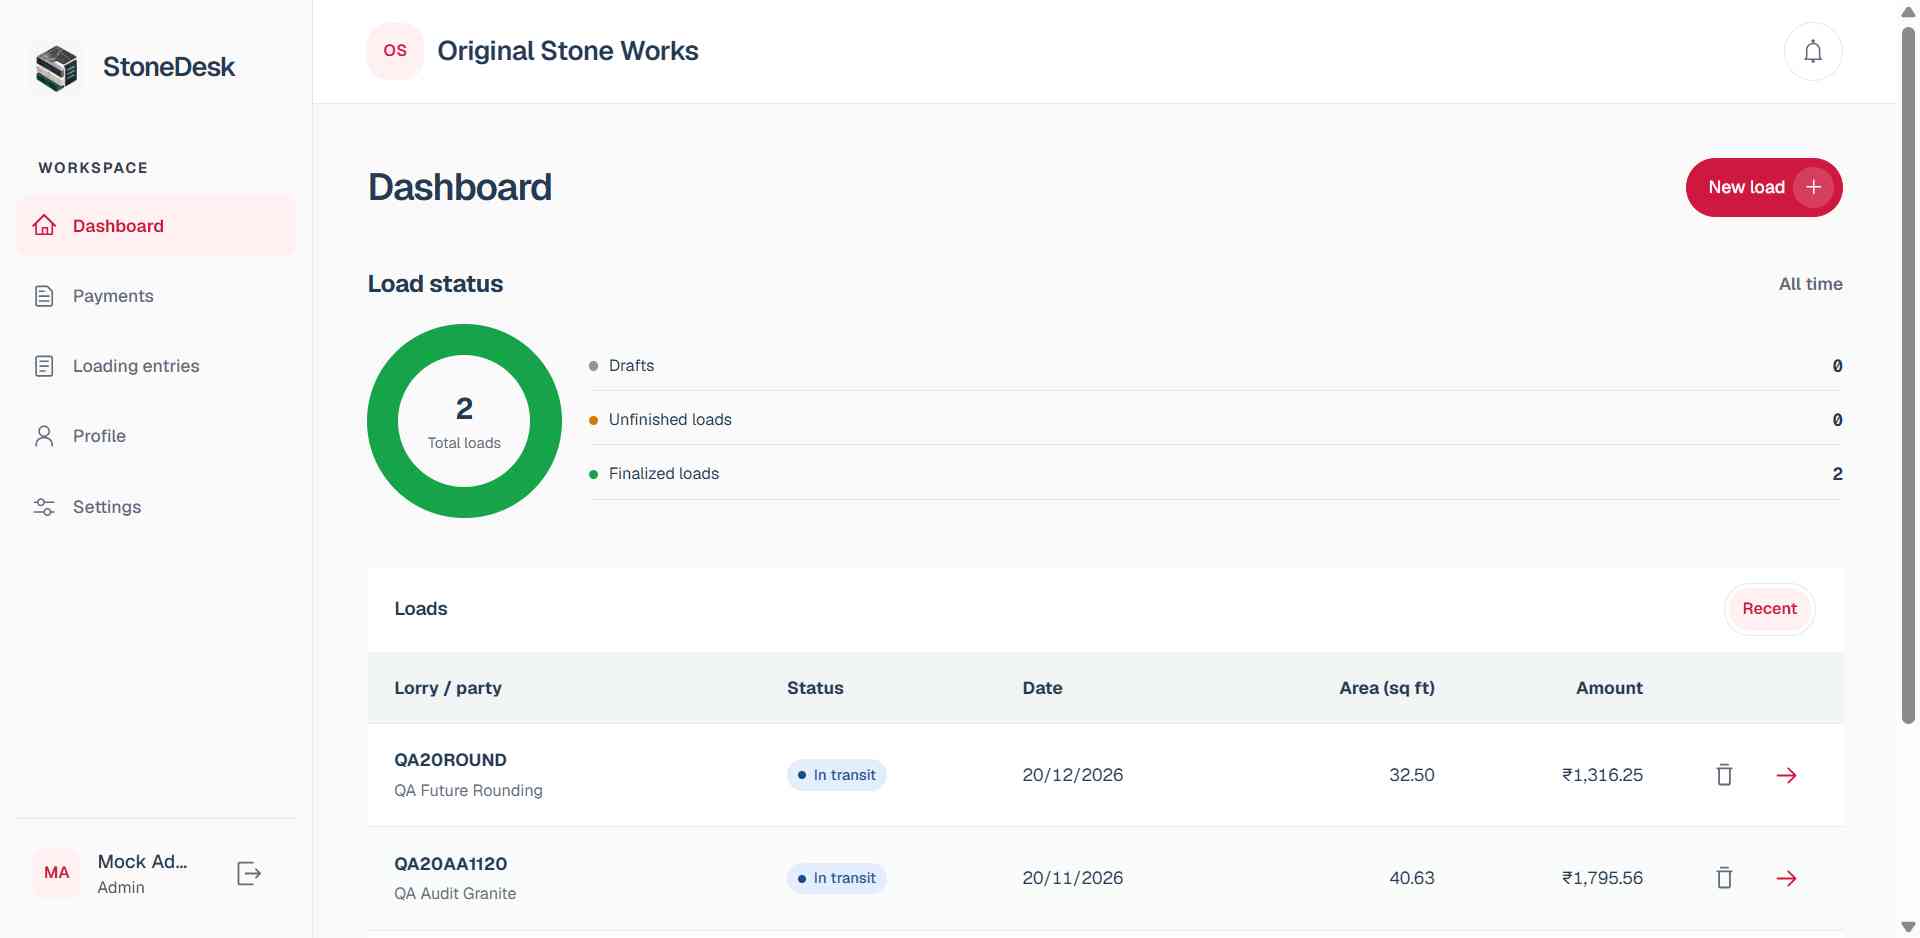 StoneDesk
WORKSPACE
Dashboard
Payments
Loading entries
Profile
Settings
MA
Mock Ad...
Admin
OS
Original Stone Works
Dashboard
New load +
Load status
All time
2
Total loads
Drafts 0
Unfinished loads 0
Finalized loads 2
Loads
Recent
Lorry / party Status Date Area (sq ft) Amount
QA20ROUND
QA Future Rounding
In transit 20/12/2026 32.50 ₹1,316.25
QA20AA1120
QA Audit Granite
In transit 20/11/2026 40.63 ₹1,795.56